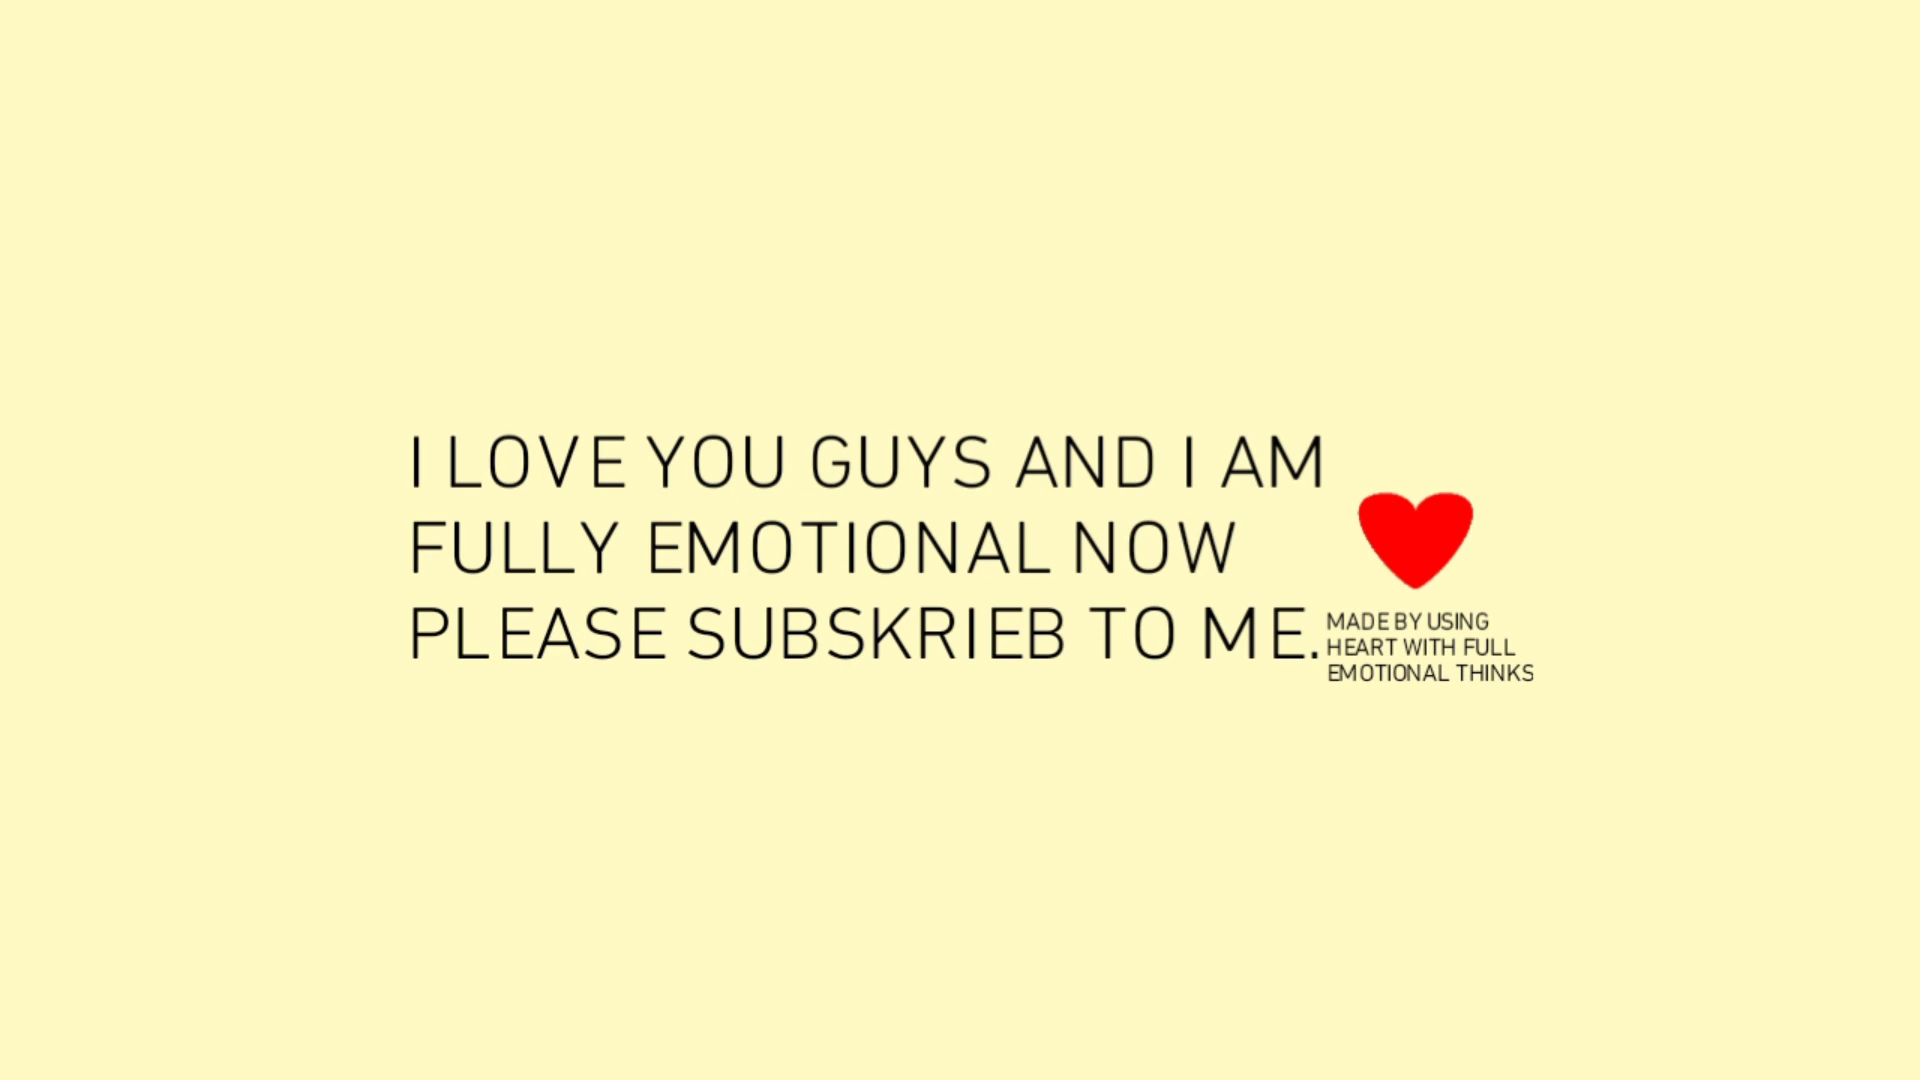 I LOVE YOU GUYS AND I AM
FULLY EMOTIONAL NOW
PLEASE SUBSKRIEB TO ME.
MADE BY USING
HEART WITH FULL
EMOTIONAL THINKS